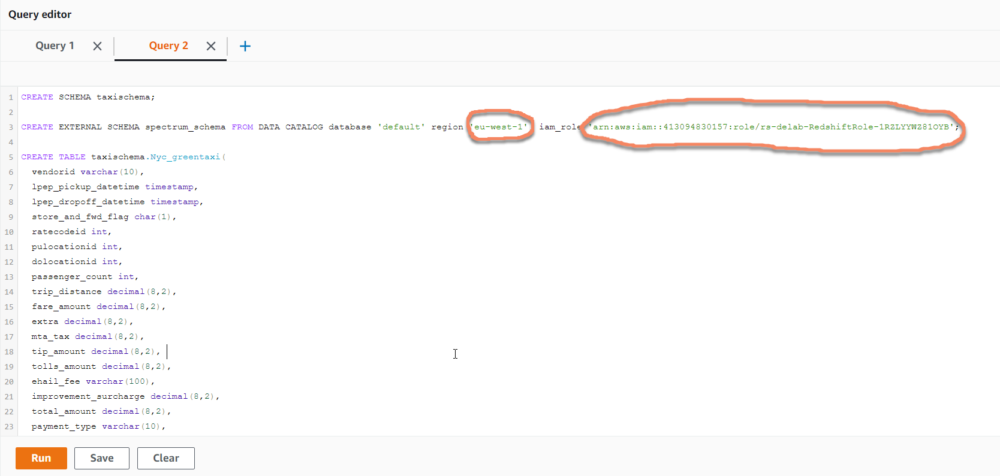 Query editor
Query 1 × Query 2 × +
1 CREATE SCHEMA taxischema;
2
3 CREATE EXTERNAL SCHEMA spectrum_schema FROM DATA CATALOG database 'default' region 'eu-west-1' iam_role 'arn:aws:iam::413094830157:role/rs-delab-RedshiftRole-1RZLYYWZ81OYB';
4
5 CREATE TABLE taxischema.Nyc_greentaxi(
6 vendorid varchar(10),
7 lpep_pickup_datetime timestamp,
8 lpep_dropoff_datetime timestamp,
9 store_and_fwd_flag char(1),
10 ratecodeid int,
11 pulocationid int,
12 dolocationid int,
13 passenger_count int,
14 trip_distance decimal(8,2),
15 fare_amount decimal(8,2),
16 extra decimal(8,2),
17 mta_tax decimal(8,2),
18 tip_amount decimal(8,2),
19 tolls_amount decimal(8,2),
20 ehail_fee varchar(100),
21 improvement_surcharge decimal(8,2),
22 total_amount decimal(8,2),
23 payment_type varchar(10),
Run Save Clear